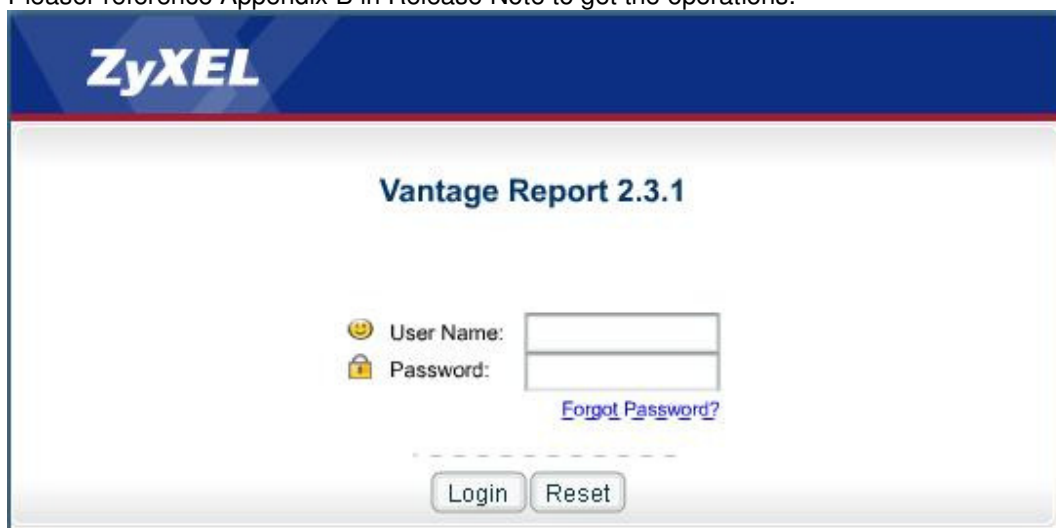 Pleasei reference Appendix B in Release Note to get the operations.
ZyXEL
Vantage Report 2.3.1
User Name:
Password:
Forgot Password?
Login Reset